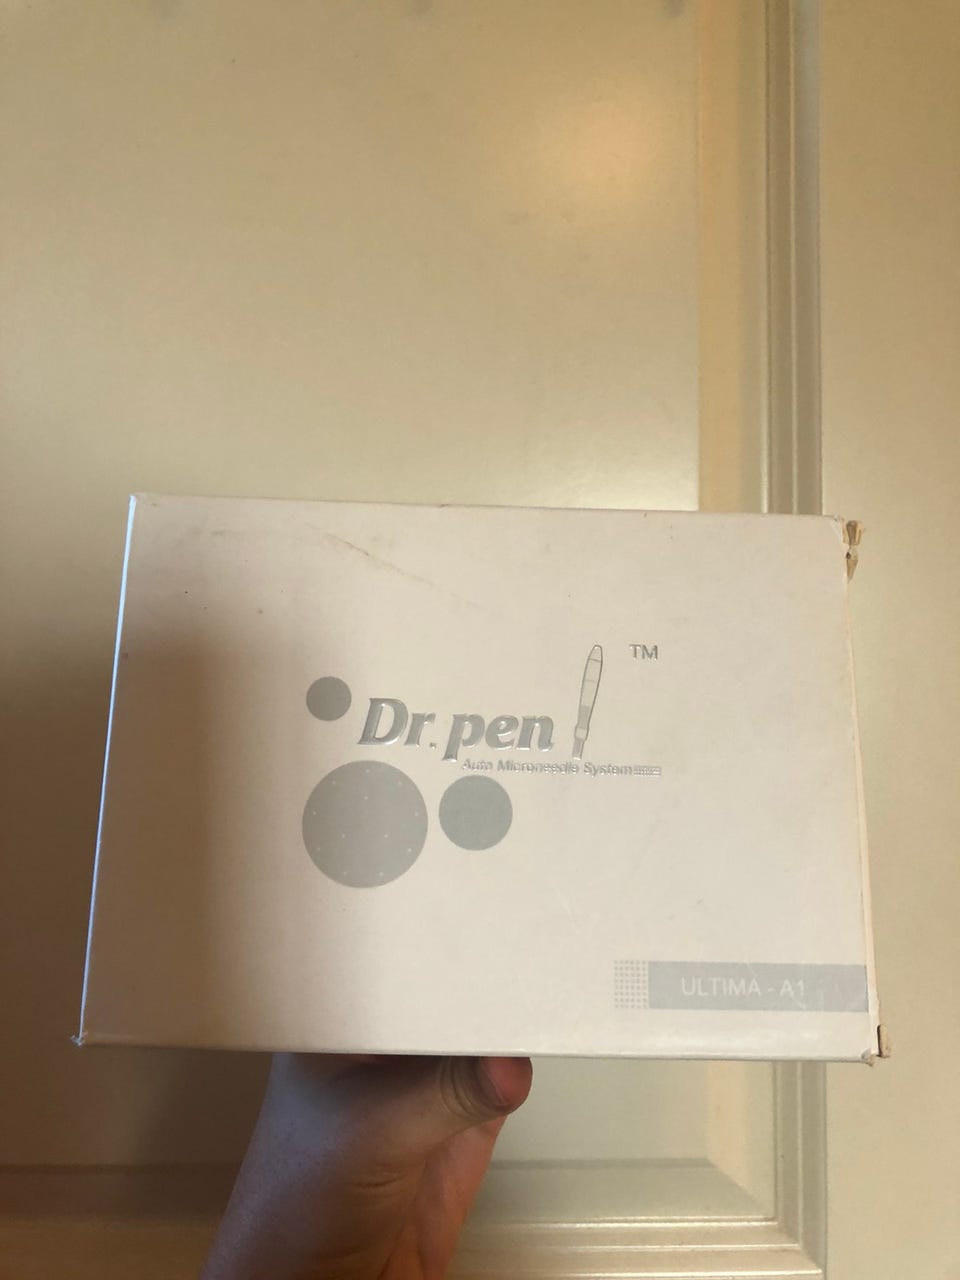 Dr. pen
TM
Auto Microneedle System
ULTIMA - A1